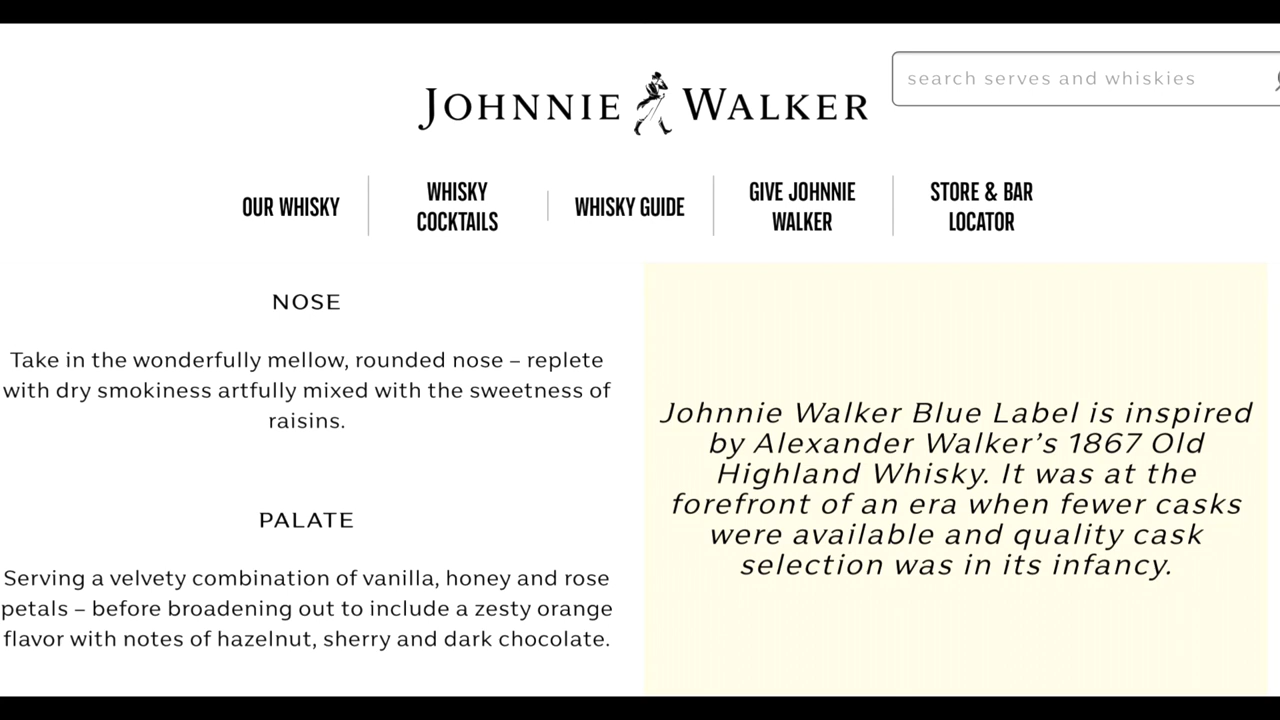 search serves and whiskies
JOHNNIE WALKER
OUR WHISKY
WHISKY
COCKTAILS
WHISKY GUIDE
GIVE JOHNNIE
WALKER
STORE & BAR
LOCATOR
NOSE
Take in the wonderfully mellow, rounded nose – replete
with dry smokiness artfully mixed with the sweetness of
raisins.
PALATE
Serving a velvety combination of vanilla, honey and rose
petals – before broadening out to include a zesty orange
flavor with notes of hazelnut, sherry and dark chocolate.
Johnnie Walker Blue Label is inspired
by Alexander Walker’s 1867 Old
Highland Whisky. It was at the
forefront of an era when fewer casks
were available and quality cask
selection was in its infancy.